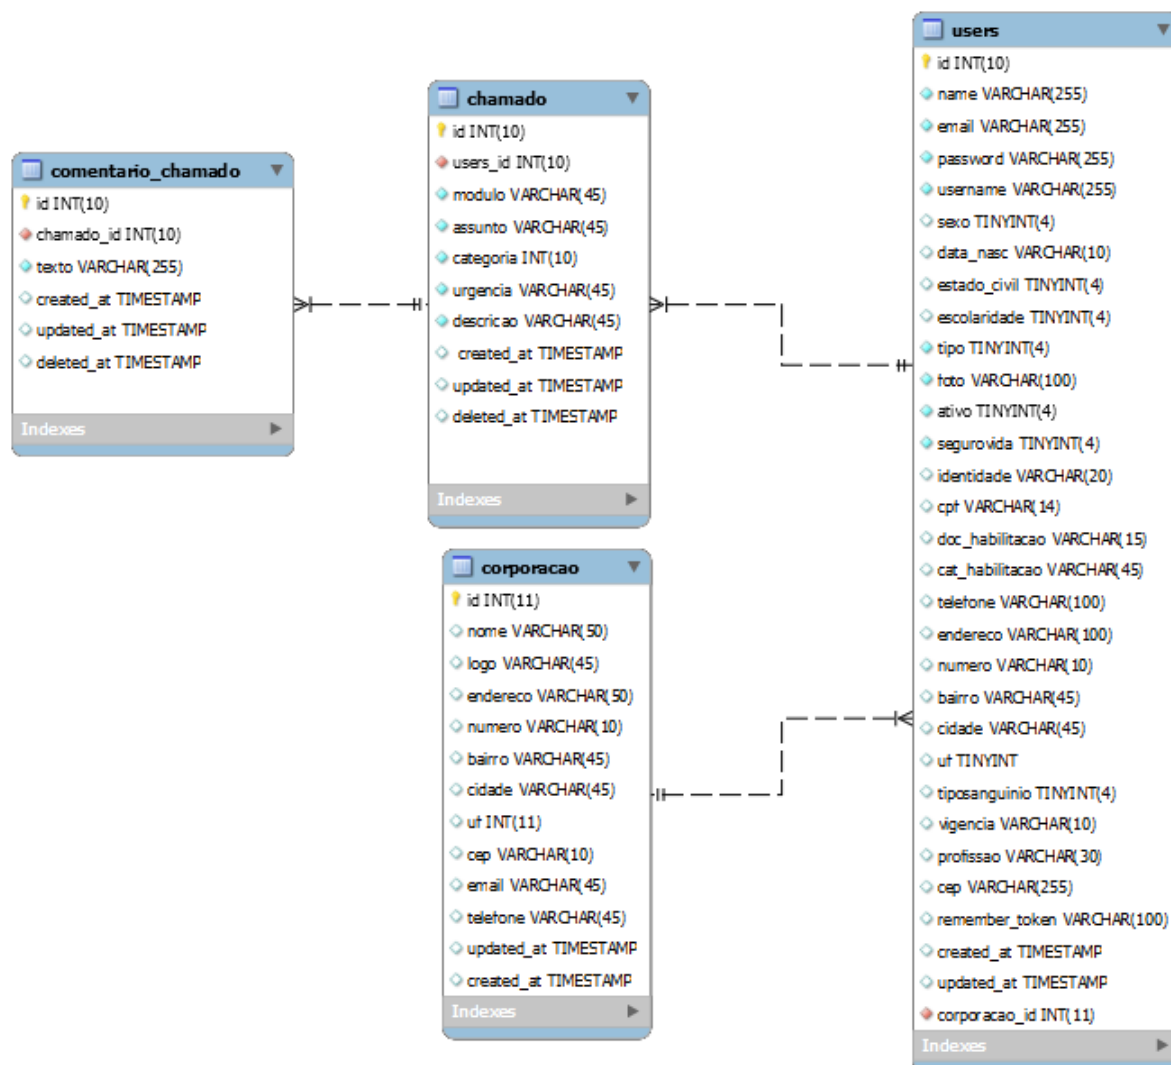 comentario_chamado
id INT(10)
chamado_id INT(10)
texto VARCHAR(255)
created_at TIMESTAMP
updated_at TIMESTAMP
deleted_at TIMESTAMP
Indexes
chamado
id INT(10)
users_id INT(10)
modulo VARCHAR(45)
assunto VARCHAR(45)
categoria INT(10)
urgencia VARCHAR(45)
descricao VARCHAR(45)
created_at TIMESTAMP
updated_at TIMESTAMP
deleted_at TIMESTAMP
Indexes
corporacao
id INT(11)
nome VARCHAR(50)
logo VARCHAR(45)
endereco VARCHAR(50)
numero VARCHAR(10)
bairro VARCHAR(45)
cidade VARCHAR(45)
uf INT(11)
cep VARCHAR(10)
email VARCHAR(45)
telefone VARCHAR(45)
updated_at TIMESTAMP
created_at TIMESTAMP
Indexes
users
id INT(10)
name VARCHAR(255)
email VARCHAR(255)
password VARCHAR(255)
username VARCHAR(255)
sexo TINYINT(4)
data_nasc VARCHAR(10)
estado_civil TINYINT(4)
escolaridade TINYINT(4)
tipo TINYINT(4)
foto VARCHAR(100)
ativo TINYINT(4)
segurovida TINYINT(4)
identidade VARCHAR(20)
cpf VARCHAR(14)
doc_habilitacao VARCHAR(15)
cat_habilitacao VARCHAR(45)
telefone VARCHAR(100)
endereco VARCHAR(100)
numero VARCHAR(10)
bairro VARCHAR(45)
cidade VARCHAR(45)
uf TINYINT
tiposanguinio TINYINT(4)
vigencia VARCHAR(10)
profissao VARCHAR(30)
cep VARCHAR(255)
remember_token VARCHAR(100)
created_at TIMESTAMP
updated_at TIMESTAMP
corporacao_id INT(11)
Indexes